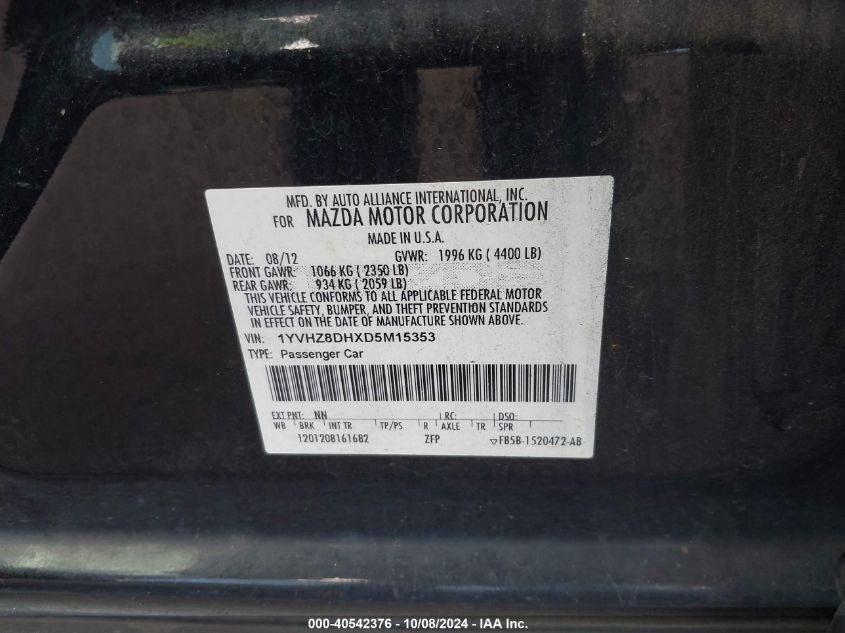 MFD. BY AUTO ALLIANCE INTERNATIONAL, INC.
FOR MAZDA MOTOR CORPORATION
MADE IN U.S.A.
DATE: 08/12 GVWR: 1996 KG ( 4400 LB)
FRONT GAWR: 1066 KG ( 2350 LB)
REAR GAWR: 934 KG ( 2059 LB)
THIS VEHICLE CONFORMS TO ALL APPLICABLE FEDERAL MOTOR
VEHICLE SAFETY, BUMPER, AND THEFT PREVENTION STANDARDS
IN EFFECT ON THE DATE OF MANUFACTURE SHOWN ABOVE.
VIN: 1YVHZ8DHXD5M15353
TYPE: Passenger Car
EXT PNT: NN RC: DSO:
WB BRK INT TR TP/PS R AXLE TR SPR
1201208161682 ZFP ▽FB5B-1520472-AB
000-40542376 - 10/08/2024 - IAA Inc.